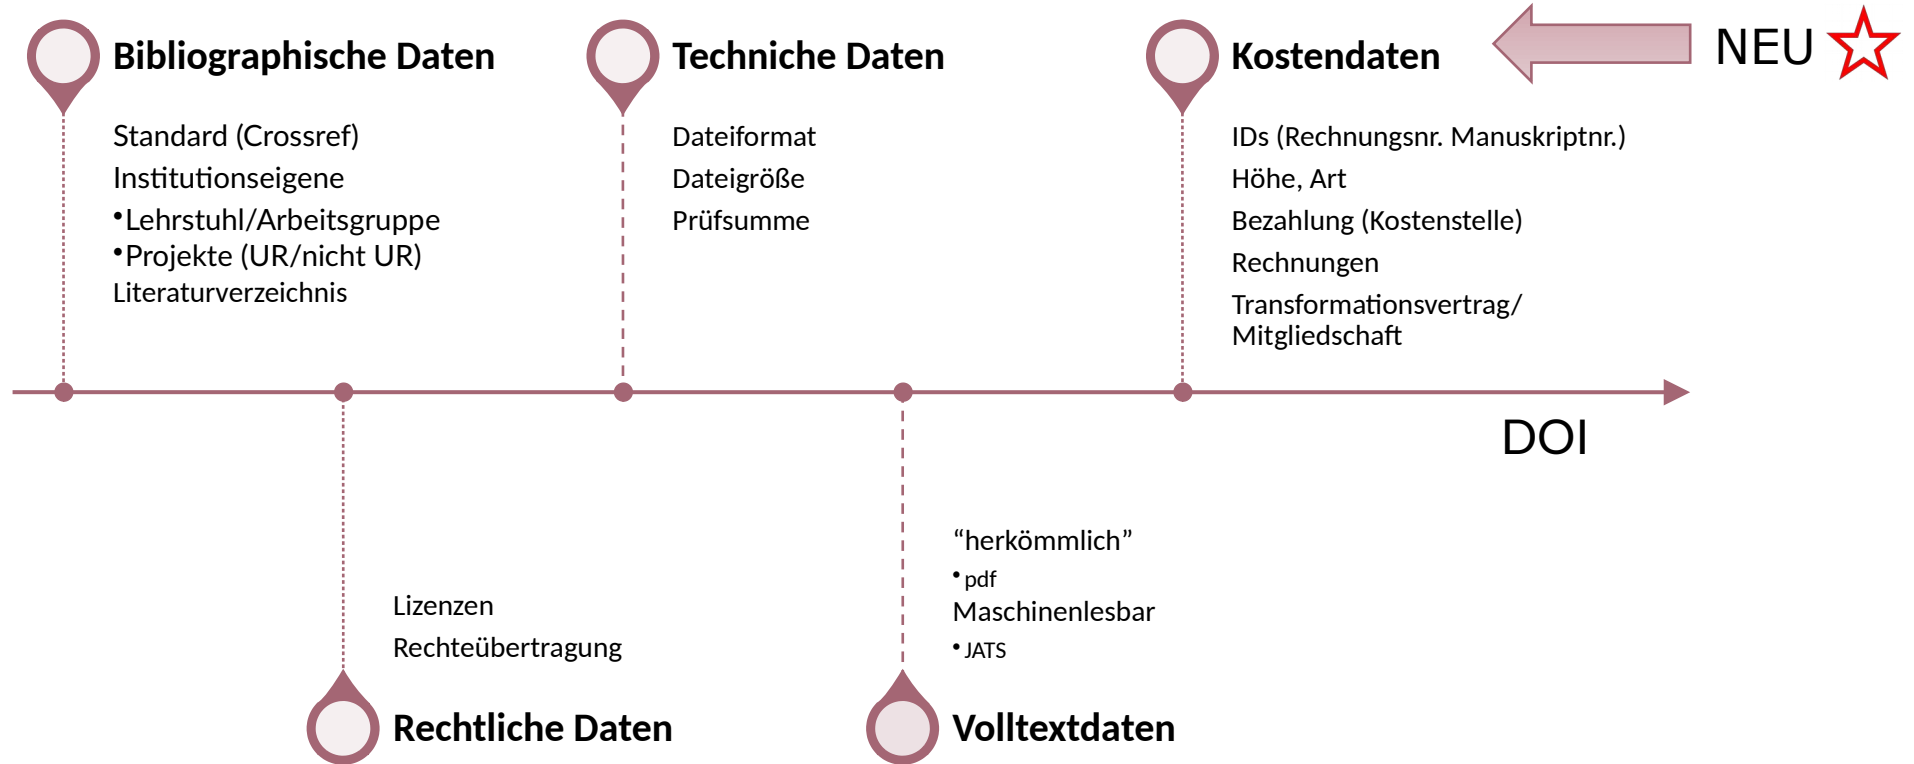 Bibliographische Daten
Standard (Crossref)
Institutionseigene
•Lehrstuhl/Arbeitsgruppe
•Projekte (UR/nicht UR)
Literaturverzeichnis
Techniche Daten
Dateiformat
Dateigröße
Prüfsumme
Kostendaten
NEU
IDs (Rechnungsnr. Manuskriptnr.)
Höhe, Art
Bezahlung (Kostenstelle)
Rechnungen
Transformationsvertrag/
Mitgliedschaft
DOI
Lizenzen
Rechteübertragung
Rechtliche Daten
“herkömmlich”
•pdf
Maschinenlesbar
•JATS
Volltextdaten